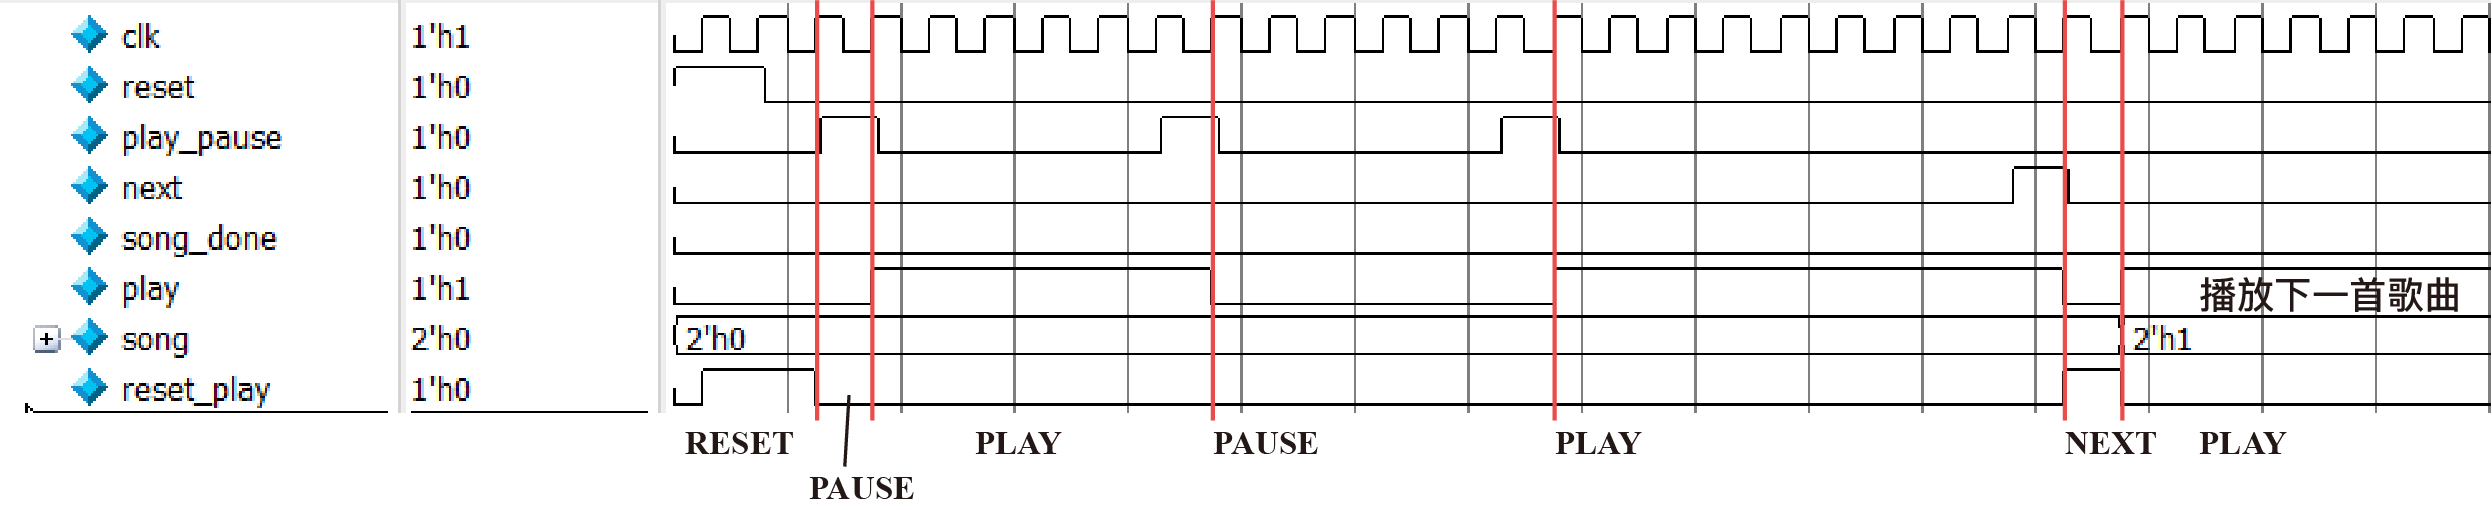 clk 1'h1
reset 1'h0
play_pause 1'h0
next 1'h0
song_done 1'h0
play 1'h1 播放下一首歌曲
song 2'h0 2'h0 2'h1
reset_play 1'h0
RESET PLAY PAUSE PLAY NEXT PLAY
PAUSE